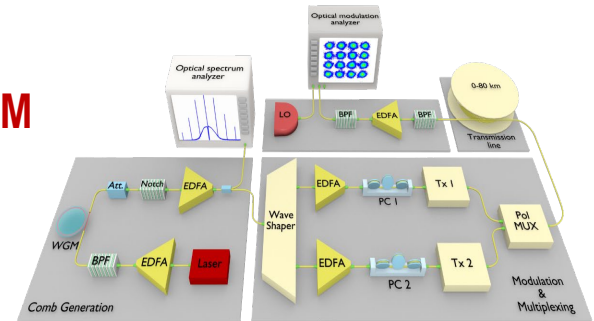 Optical modulation
analyzer
Optical spectrum
analyzer
M
0-80 km
Transmission
line
LO
BPF
EDFA
BPF
Att.
Notch
EDFA
WGM
BPF
EDFA
Laser
Comb Generation
Wave
Shaper
EDFA
PC 1
Tx 1
Pol
MUX
EDFA
PC 2
Tx 2
Modulation
&
Multiplexing